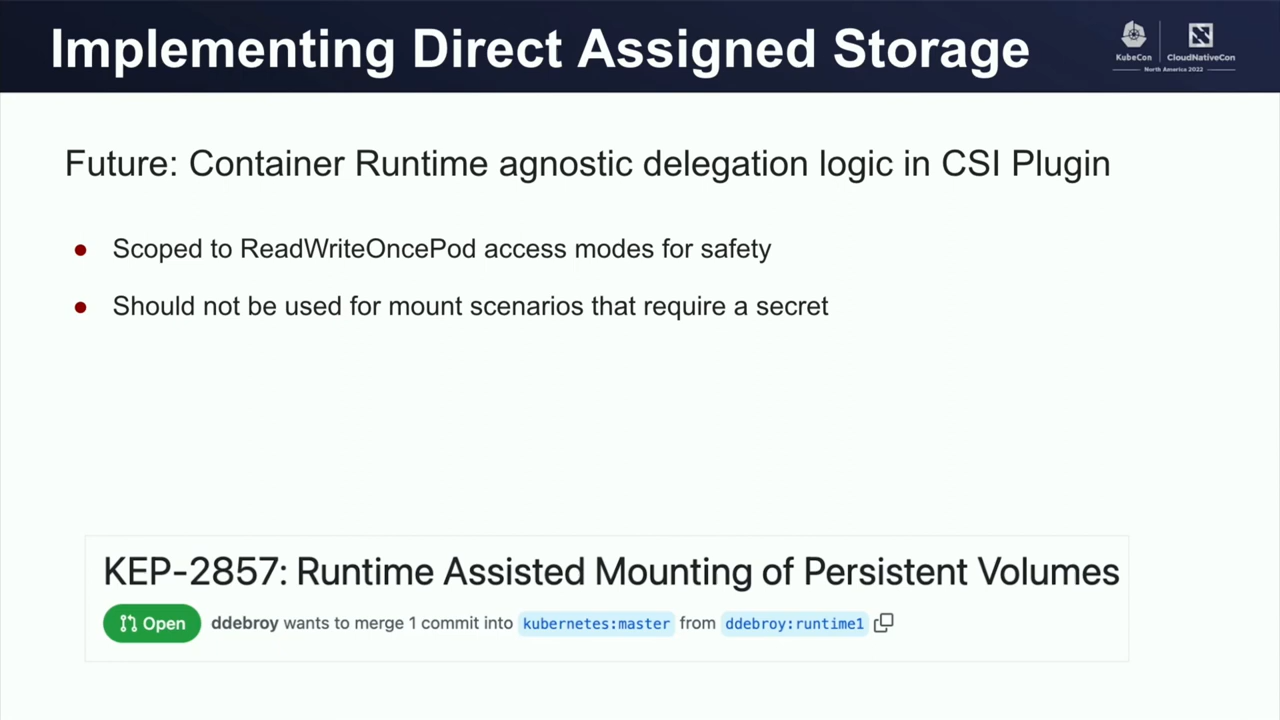 Implementing Direct Assigned Storage
KubeCon
CloudNativeCon
North America 2022
Future: Container Runtime agnostic delegation logic in CSI Plugin
● Scoped to ReadWriteOncePod access modes for safety
● Should not be used for mount scenarios that require a secret
KEP-2857: Runtime Assisted Mounting of Persistent Volumes
Open ddebroy wants to merge 1 commit into kubernetes:master from ddebroy:runtime1